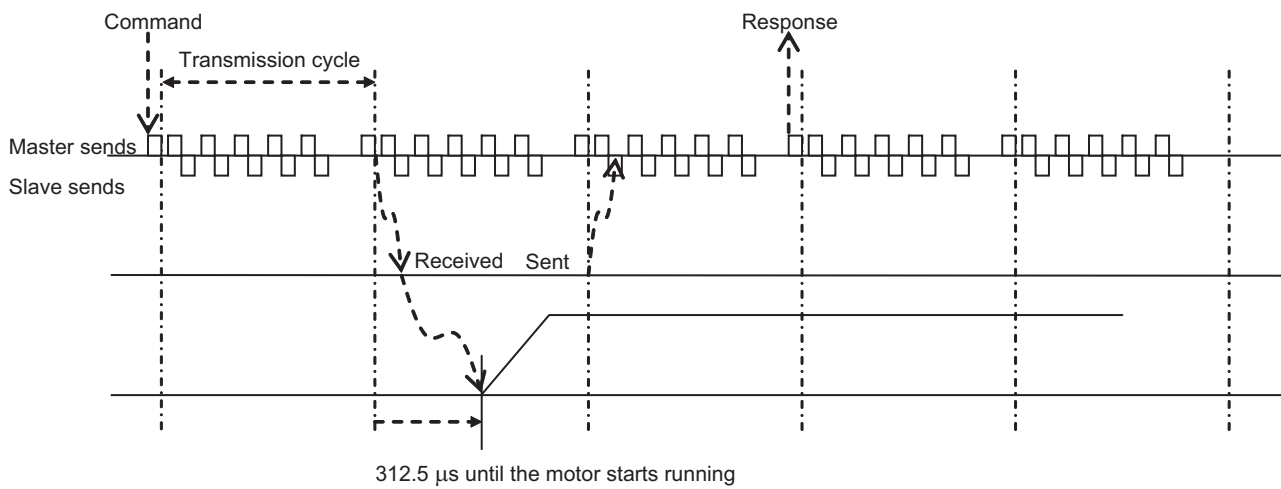 Command
Response
Transmission cycle
Master sends
Slave sends
Received
Sent
312.5 μs until the motor starts running